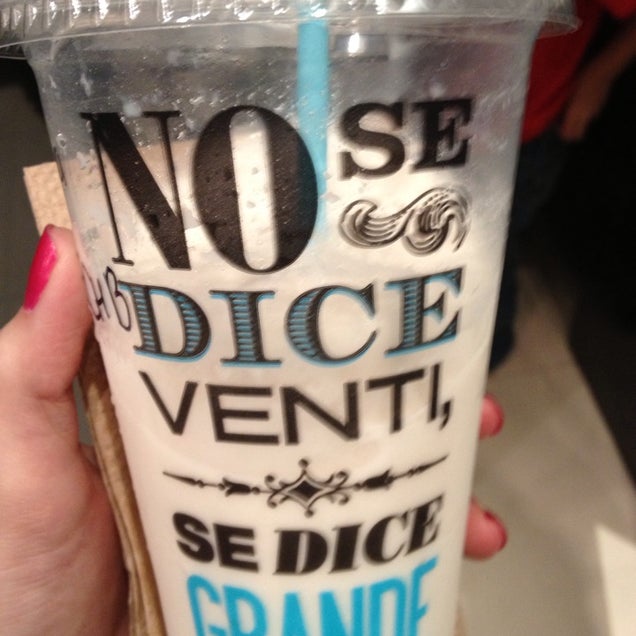 NO SE
DICE
VENTI,
SE DICE
GRANDE